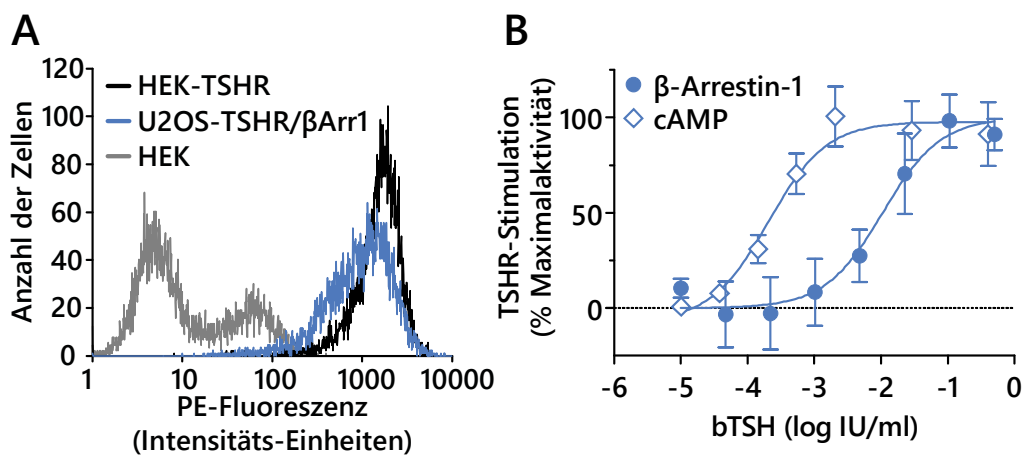 A
Anzahl der Zellen
120
100
80
60
40
20
0
HEK-TSHR
U2OS-TSHR/βArr1
HEK
1 10 100 1000 10000
PE-Fluoreszenz
(Intensitäts-Einheiten)
B
TSHR-Stimulation
(% Maximalaktivität)
100
50
0
β-Arrestin-1
cAMP
-6 -5 -4 -3 -2 -1 0
bTSH (log IU/ml)